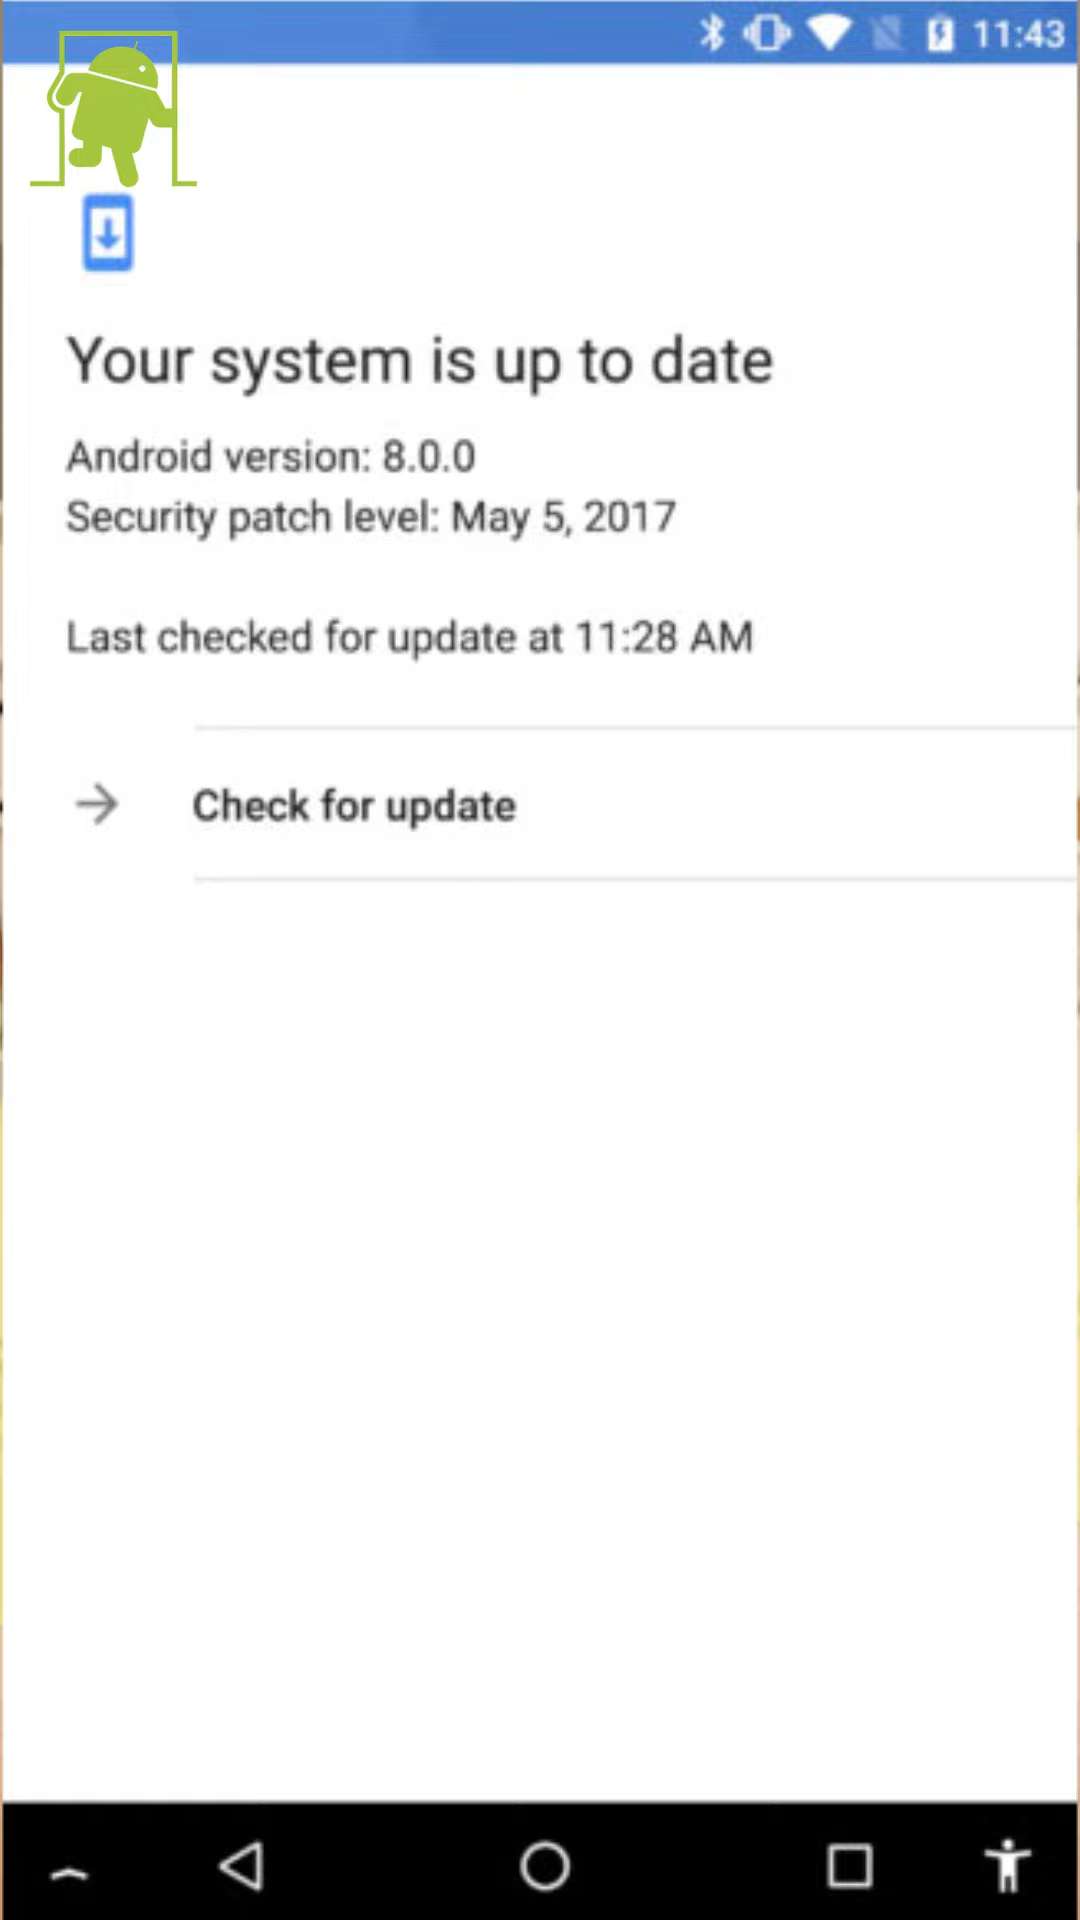 11:43
Your system is up to date
Android version: 8.0.0
Security patch level: May 5, 2017
Last checked for update at 11:28 AM
Check for update